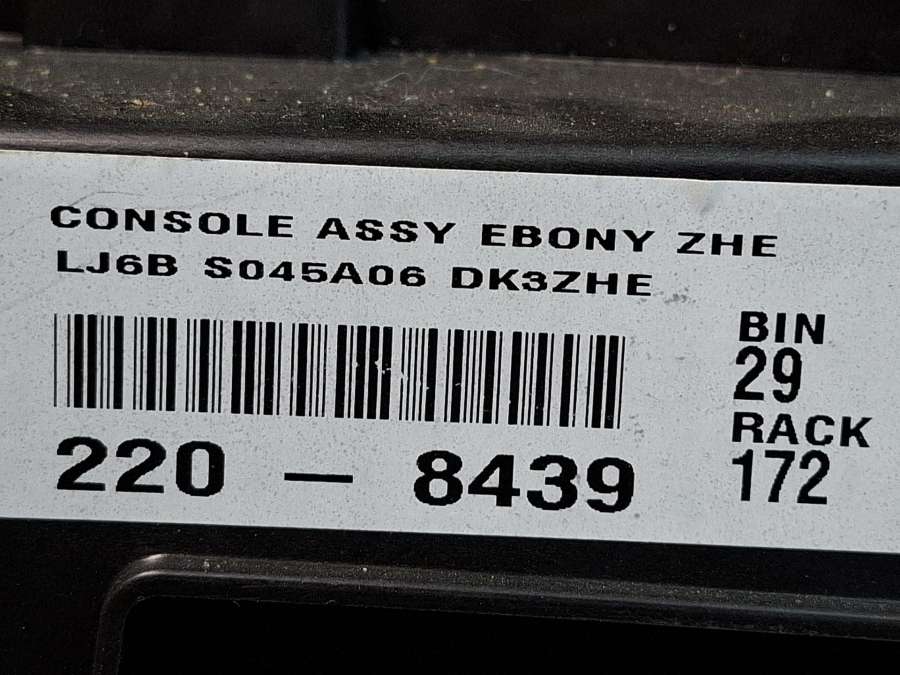 CONSOLE ASSY EBONY ZHE
LJ6B S045A06 DK3ZHE
220 — 8439
BIN
29
RACK
172